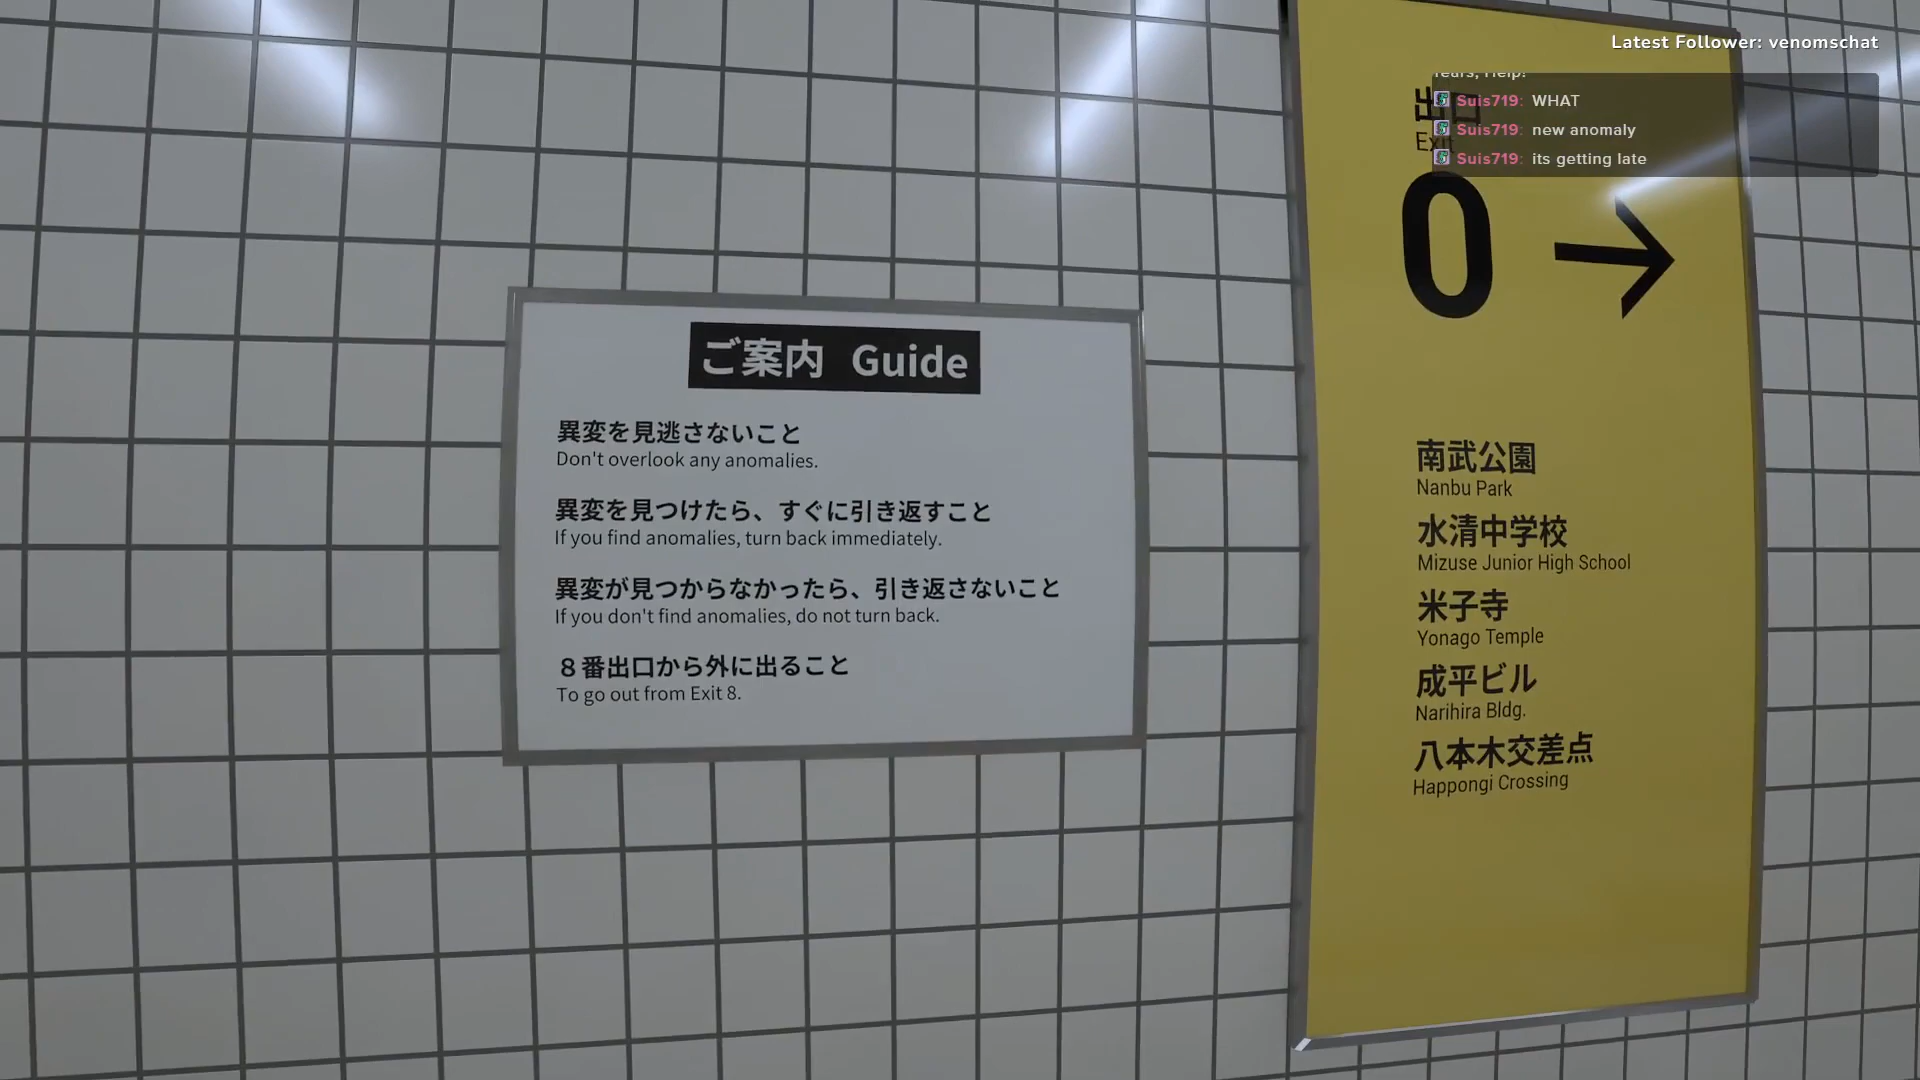 Latest Follower: venomschat
Suis719: WHAT
Suis719: new anomaly
Suis719: its getting late
ご案内 Guide
異変を見逃さないこと
Don't overlook any anomalies.
異変を見つけたら、すぐに引き返すこと
If you find anomalies, turn back immediately.
異変が見つからなかったら、引き返さないこと
If you don't find anomalies, do not turn back.
8番出口から外に出ること
To go out from Exit 8.
出口
Exit
0 →
南武公園
Nanbu Park
水清中学校
Mizuse Junior High School
米子寺
Yonago Temple
成平ビル
Narihira Bldg.
八本木交差点
Happongi Crossing